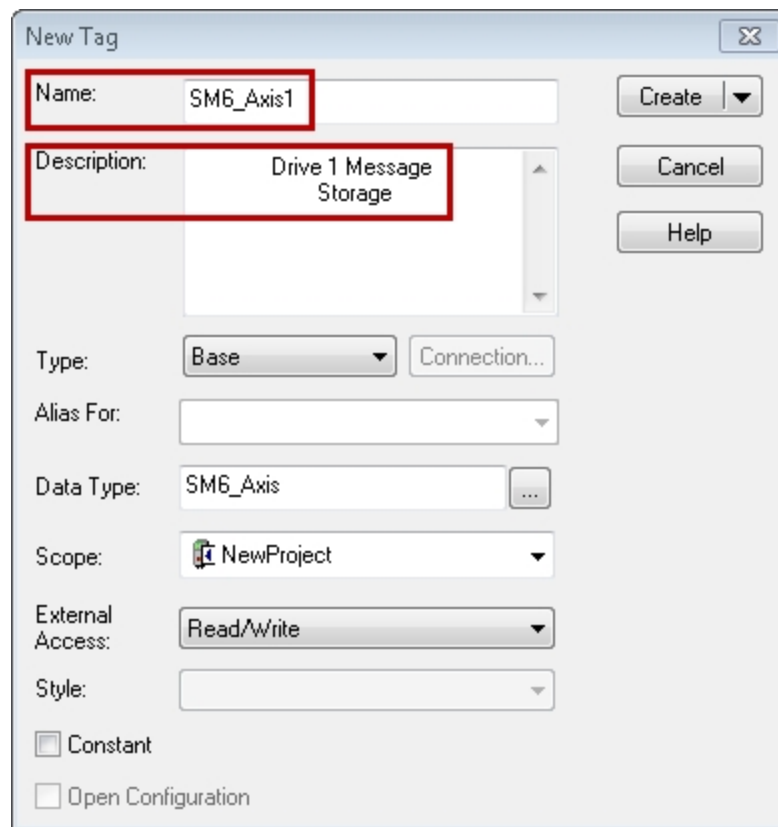 New Tag
Name:
SM6_Axis1
Create
Description:
Drive 1 Message
Storage
Cancel
Help
Type:
Base
Connection...
Alias For:
Data Type:
SM6_Axis
...
Scope:
NewProject
External
Access:
Read/Write
Style:
Constant
Open Configuration